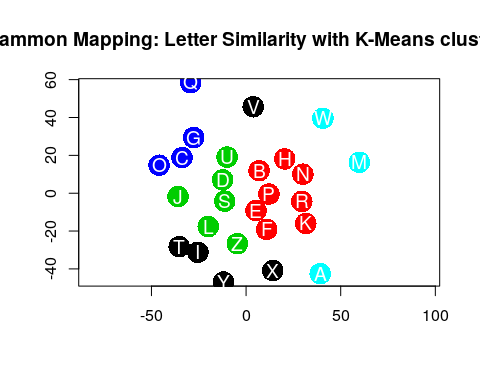 ammon Mapping: Letter Similarity with K-Means clust
60
40
20
0
-20
-40
Q
V
W
G
U
C
H
M
O
B
N
D
P
J
S
R
E
K
L
F
Z
T
I
X
A
Y
-50
0
50
100